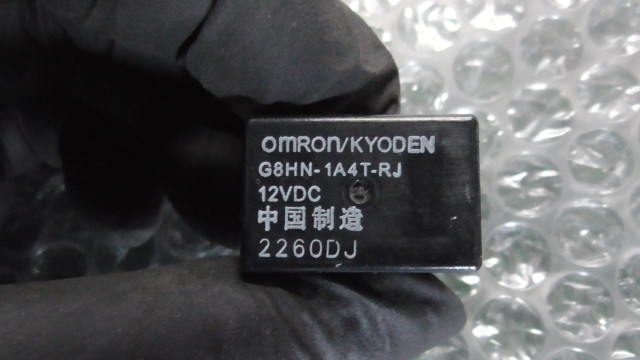 omron/KYODEN
G8HN-1A4T-RJ
12VDC
中国制造
2260DJ